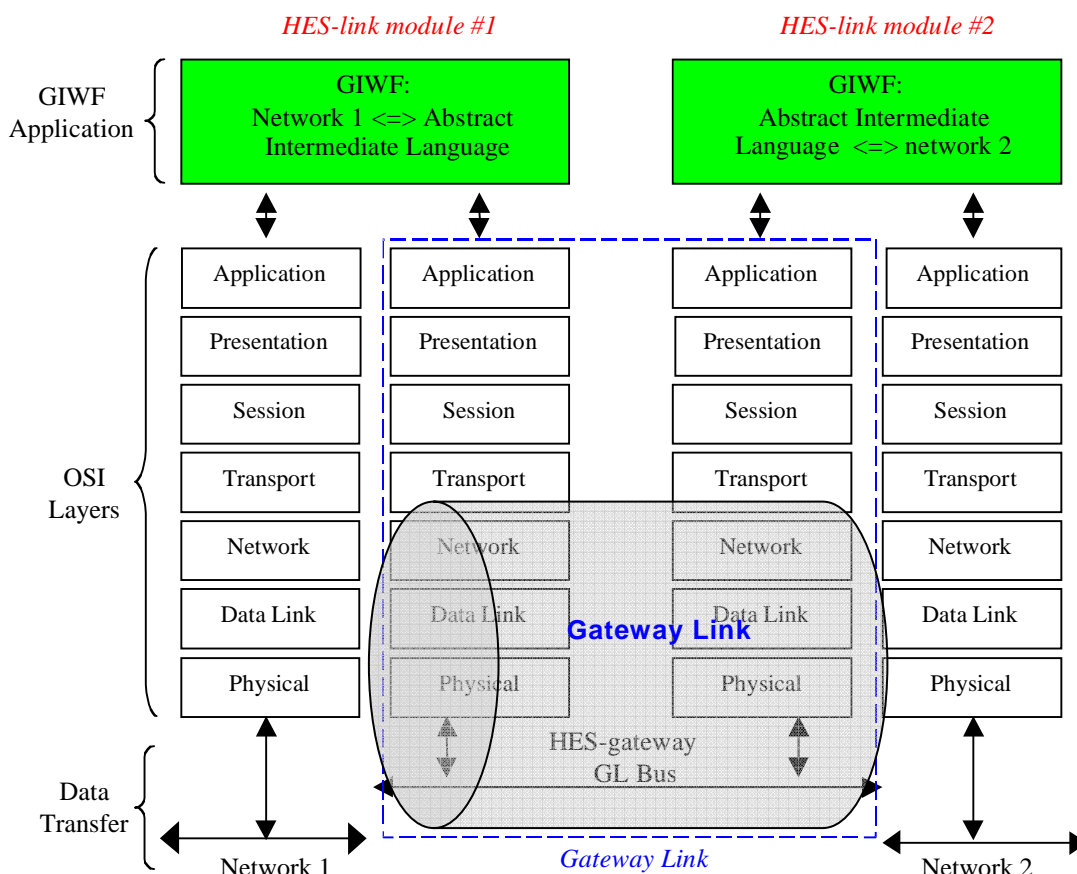 HES-link module #1
HES-link module #2
GIWF
Application
GIWF:
Network 1 <=> Abstract
Intermediate Language
GIWF:
Abstract Intermediate
Language <=> network 2
OSI
Layers
Application
Application
Application
Application
Presentation
Presentation
Presentation
Presentation
Session
Session
Session
Session
Transport
Transport
Transport
Transport
Network
Network
Network
Network
Data Link
Data Link
Data Link
Data Link
Gateway Link
Physical
Physical
Physical
Physical
HES-gateway
GL Bus
Data
Transfer
Network 1
Gateway Link
Network 2